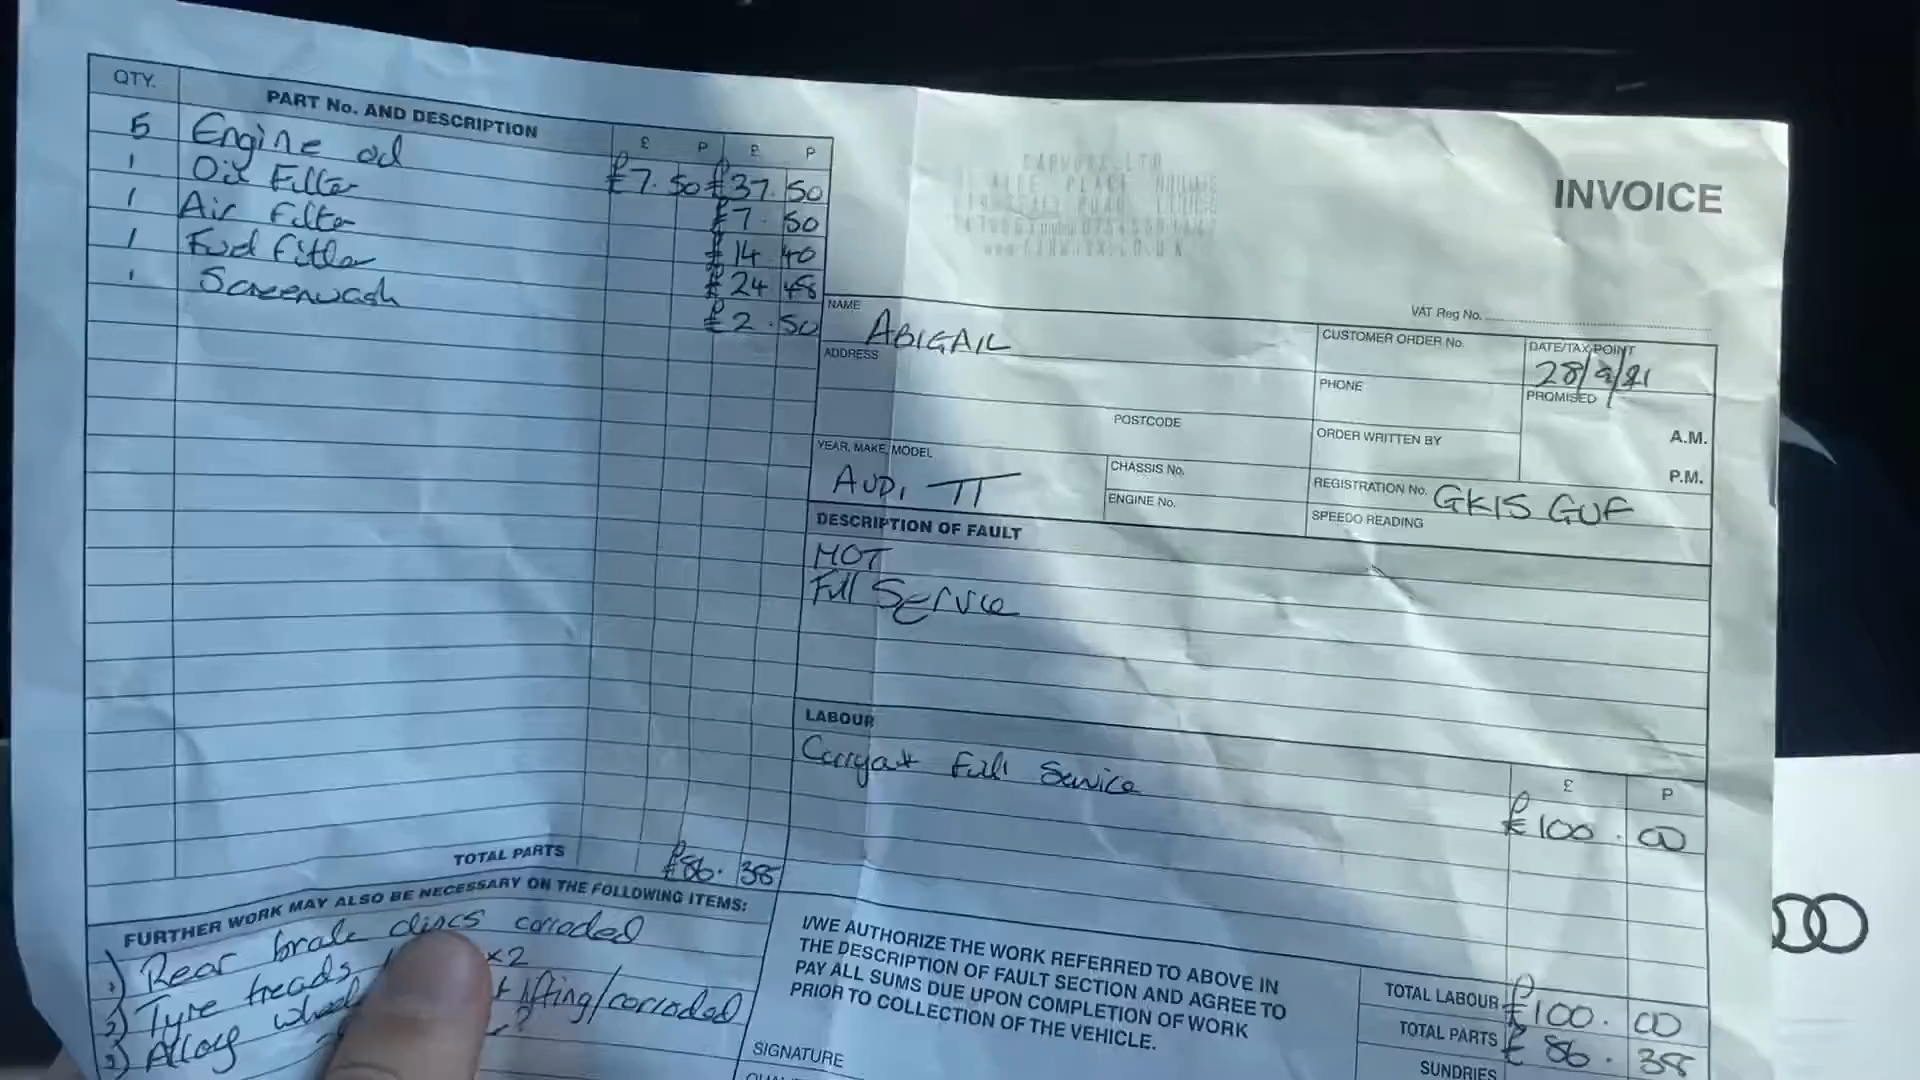 QTY. PART No. AND DESCRIPTION £ P £ P
5 Engine oil £7.50 £37.50
1 Oil Filter £7.50
1 Air filter £14.40
1 Fuel filter £24 48
1 Screenwash £2.50
TOTAL PARTS £86.38
FURTHER WORK MAY ALSO BE NECESSARY ON THE FOLLOWING ITEMS:
1) Rear brake discs corroded
2) Tyre treads x2
3) Alloy lifting/corroded
INVOICE
VAT Reg No.
NAME ABIGAIL
CUSTOMER ORDER No.
DATE/TAX POINT
28/9/21
ADDRESS
PHONE
PROMISED
POSTCODE
ORDER WRITTEN BY
A.M.
P.M.
YEAR, MAKE, MODEL
AUDI TT
CHASSIS No.
ENGINE No.
REGISTRATION No. GK15 GUF
SPEEDO READING
DESCRIPTION OF FAULT
MOT
Full Service
LABOUR
Carryout Full Service
£ P
£100.00
I/WE AUTHORIZE THE WORK REFERRED TO ABOVE IN
THE DESCRIPTION OF FAULT SECTION AND AGREE TO
PAY ALL SUMS DUE UPON COMPLETION OF WORK
PRIOR TO COLLECTION OF THE VEHICLE.
SIGNATURE
TOTAL LABOUR £100.00
TOTAL PARTS £86.38
SUNDRIES